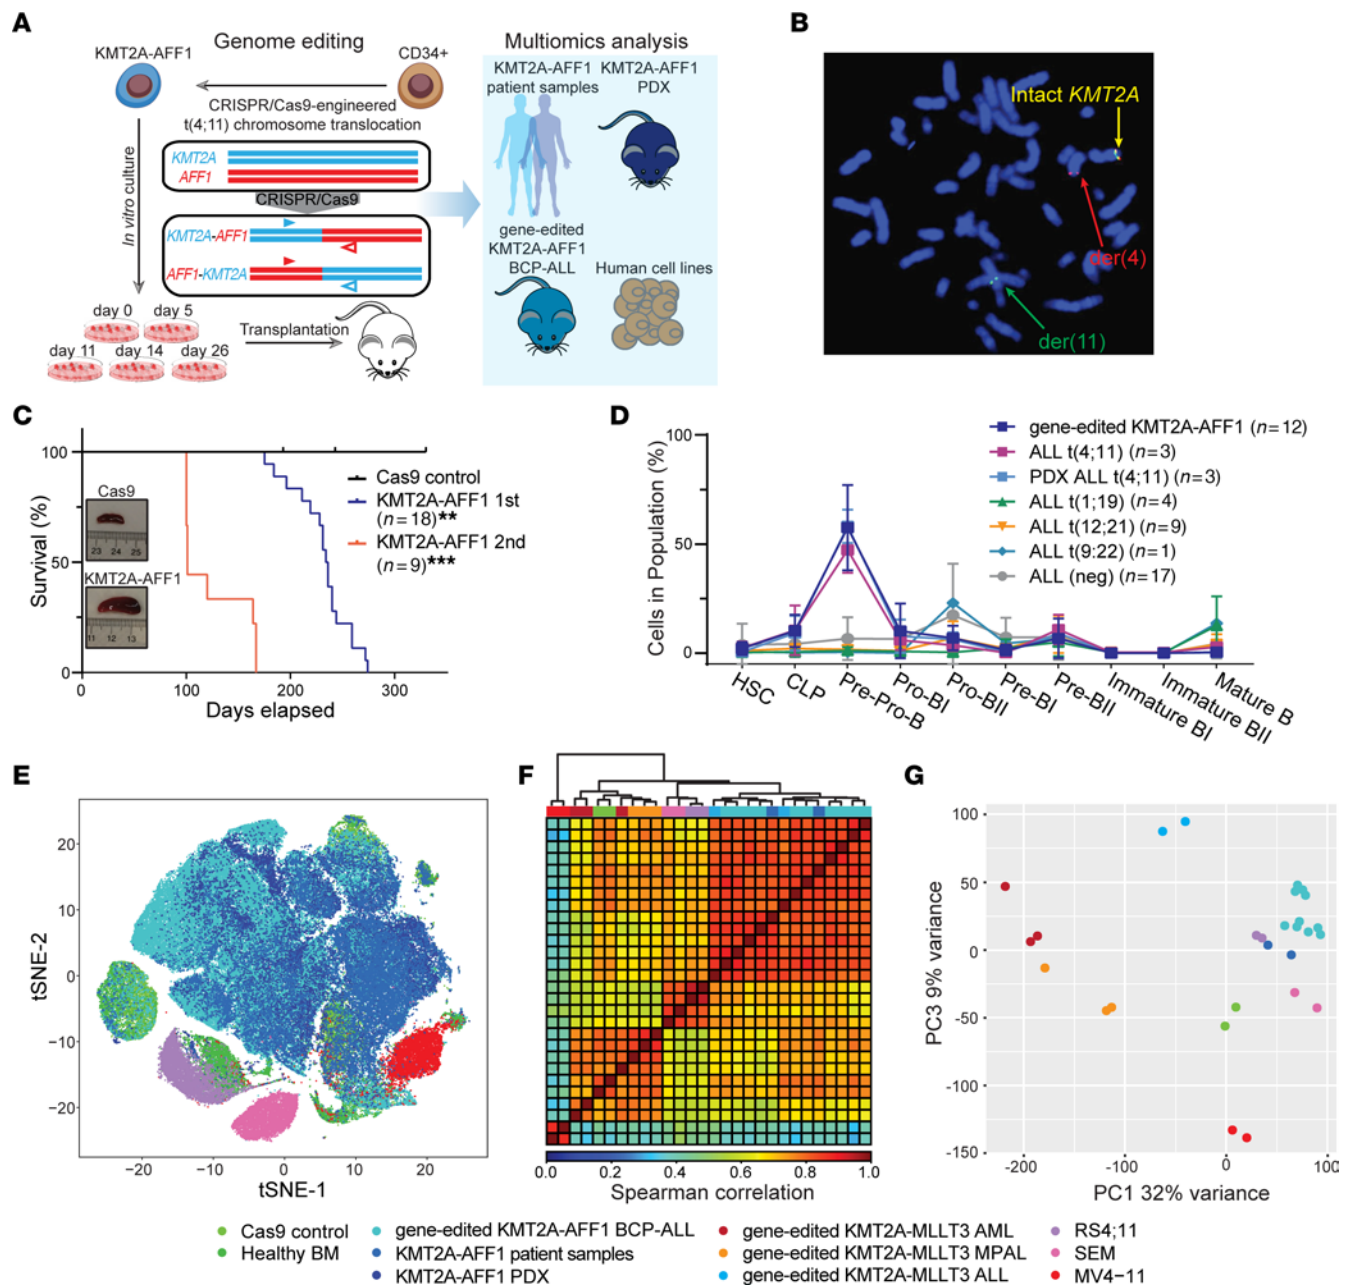 A
Genome editing
Multiomics analysis
KMT2A-AFF1
CD34+
CRISPR/Cas9-engineered
t(4;11) chromosome translocation
KMT2A
AFF1
CRISPR/Cas9
KMT2A-AFF1
AFF1-KMT2A
In vitro culture
day 0
day 5
day 11
day 14
day 26
Transplantation
KMT2A-AFF1
patient samples
KMT2A-AFF1
PDX
gene-edited
KMT2A-AFF1
BCP-ALL
Human cell lines
B
Intact KMT2A
der(4)
der(11)
C
Survival (%)
100
50
0
0
100
200
300
Days elapsed
Cas9
23 24 25
KMT2A-AFF1
11 12 13
Cas9 control
KMT2A-AFF1 1st
(n=18)**
KMT2A-AFF1 2nd
(n=9)***
D
Cells in Population (%)
100
50
0
gene-edited KMT2A-AFF1 (n=12)
ALL t(4;11) (n=3)
PDX ALL t(4;11) (n=3)
ALL t(1;19) (n=4)
ALL t(12;21) (n=9)
ALL t(9:22) (n=1)
ALL (neg) (n=17)
HSC
CLP
Pre-Pro-B
Pro-BI
Pro-BII
Pre-BI
Pre-BII
Immature BI
Immature BII
Mature B
E
tSNE-2
20
10
0
−10
−20
−20
−10
0
10
20
tSNE-1
F
0.0
0.2
0.4
0.6
0.8
1.0
Spearman correlation
G
PC3 9% variance
100
50
0
-50
-100
-150
-200
-100
0
100
PC1 32% variance
Cas9 control
Healthy BM
gene-edited KMT2A-AFF1 BCP-ALL
KMT2A-AFF1 patient samples
KMT2A-AFF1 PDX
gene-edited KMT2A-MLLT3 AML
gene-edited KMT2A-MLLT3 MPAL
gene-edited KMT2A-MLLT3 ALL
RS4;11
SEM
MV4−11